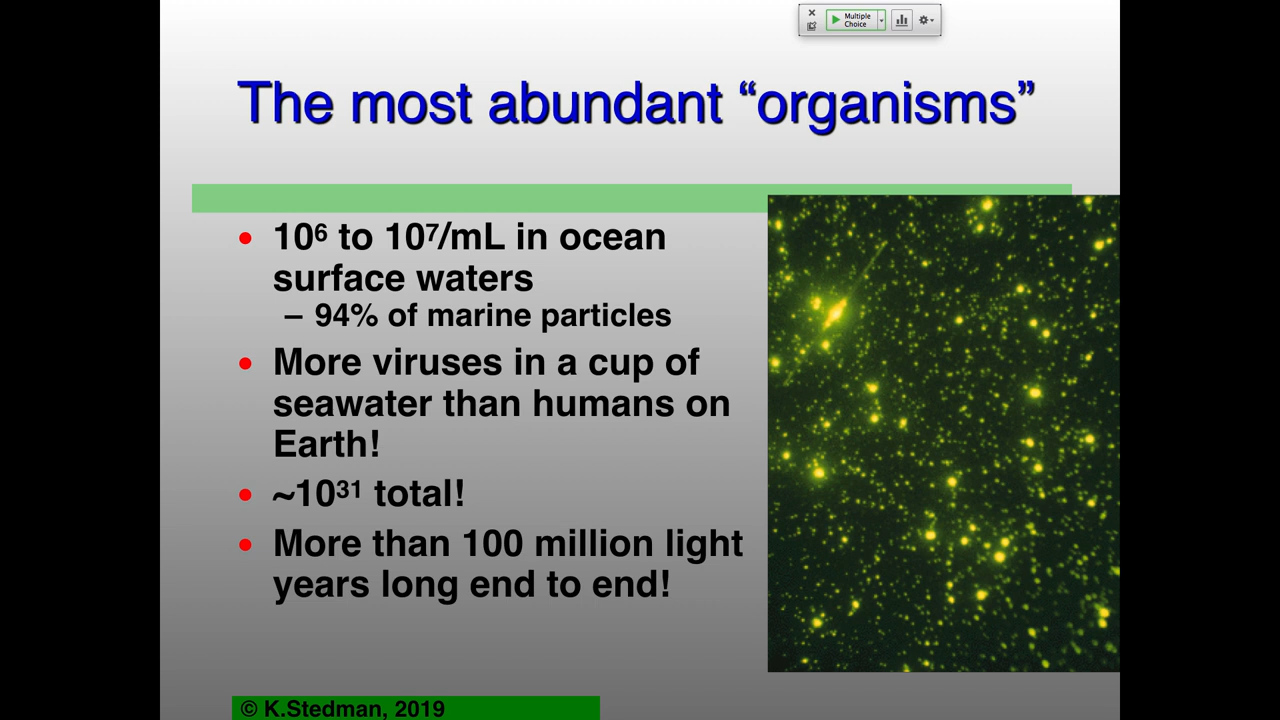 Multiple
Choice
The most abundant “organisms”
• 10⁶ to 10⁷/mL in ocean
surface waters
– 94% of marine particles
• More viruses in a cup of
seawater than humans on
Earth!
• ~10³¹ total!
• More than 100 million light
years long end to end!
© K.Stedman, 2019